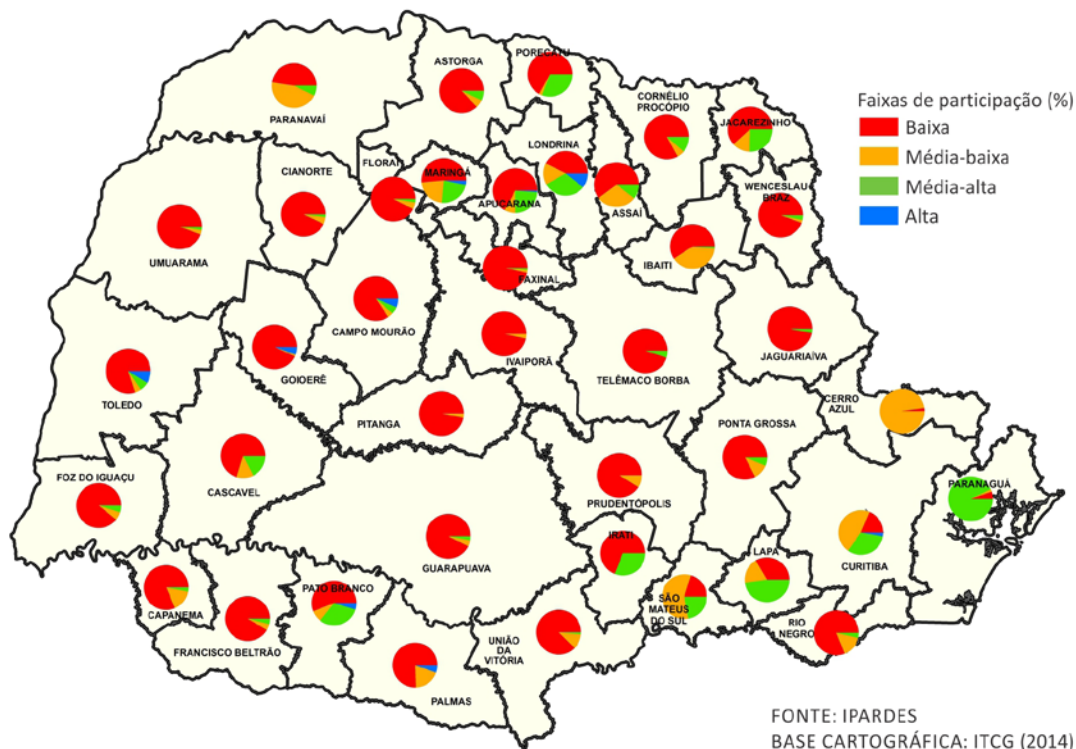 ASTORGA
PORECATU
CORNÉLIO
PROCÓPIO
JACAREZINHO
PARANAVAÍ
LONDRINA
FLORAÍ
MARINGÁ
CIANORTE
APUCARANA
ASSAÍ
WENCESLAU
BRAZ
UMUARAMA
IBAITI
FAXINAL
CAMPO MOURÃO
IVAIPORÃ
JAGUARIAÍVA
GOIOERÊ
TELÊMACO BORBA
TOLEDO
CERRO
AZUL
PITANGA
PONTA GROSSA
FOZ DO IGUAÇU
CASCAVEL
PARANAGUÁ
PRUDENTÓPOLIS
IRATI
GUARAPUAVA
LAPA
CURITIBA
CAPANEMA
PATO BRANCO
SÃO
MATEUS
DO SUL
RIO
NEGRO
FRANCISCO BELTRÃO
UNIÃO
DA
VITÓRIA
PALMAS
Faixas de participação (%)
Baixa
Média-baixa
Média-alta
Alta
FONTE: IPARDES
BASE CARTOGRÁFICA: ITCG (2014)